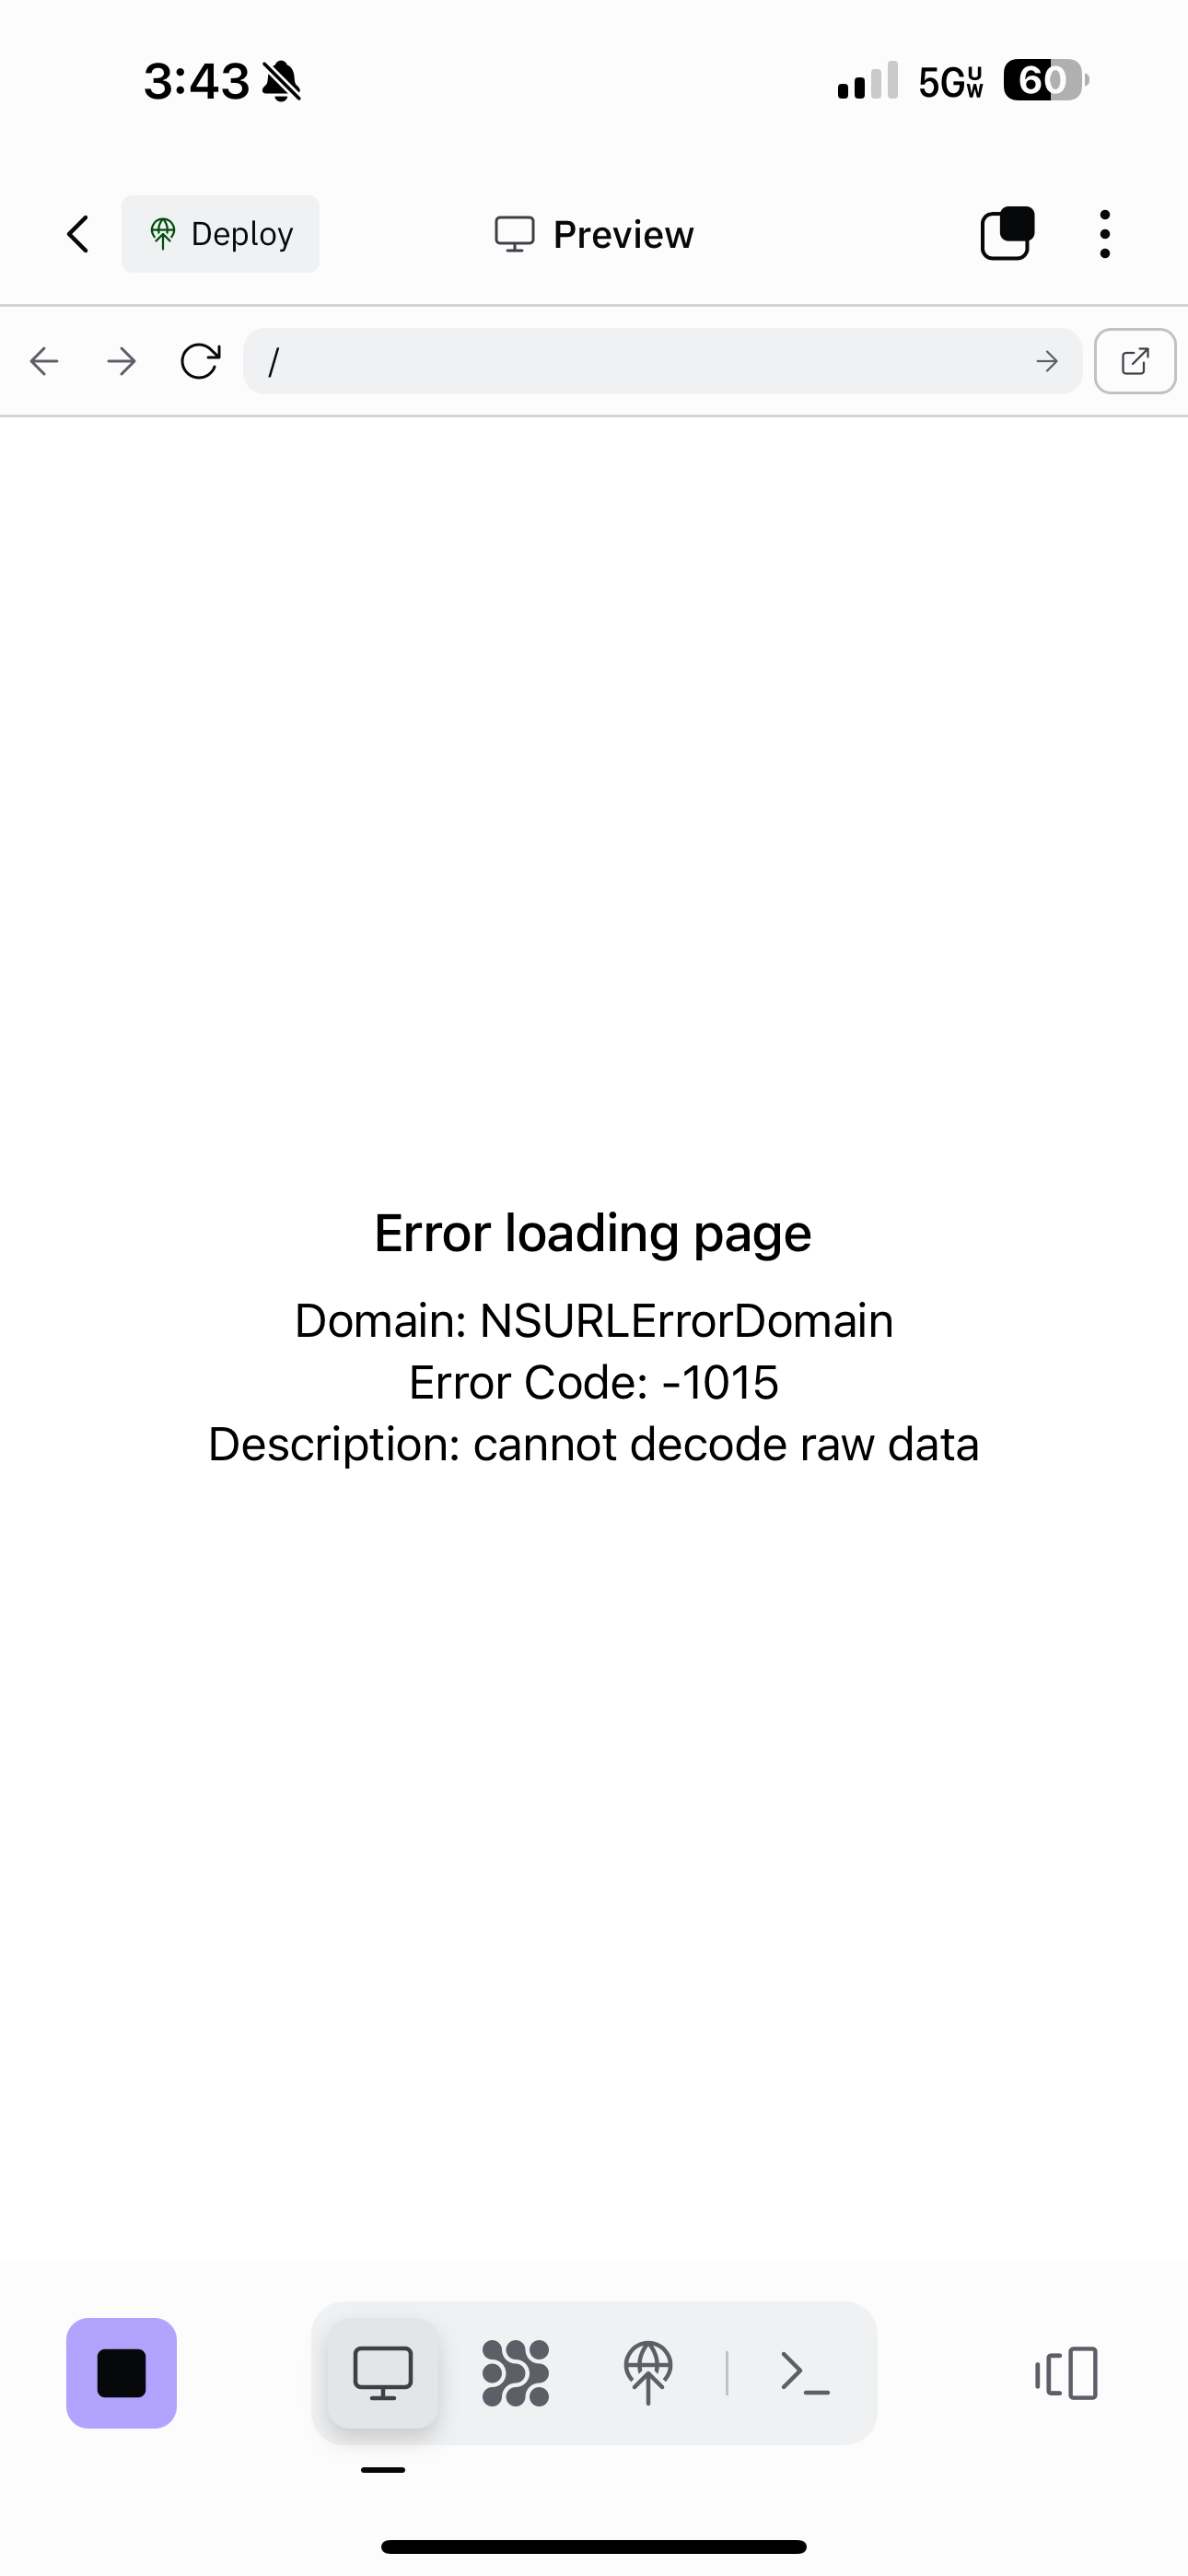 3:43
5G UW 60
Deploy
Preview
/
Error loading page
Domain: NSURLErrorDomain
Error Code: -1015
Description: cannot decode raw data